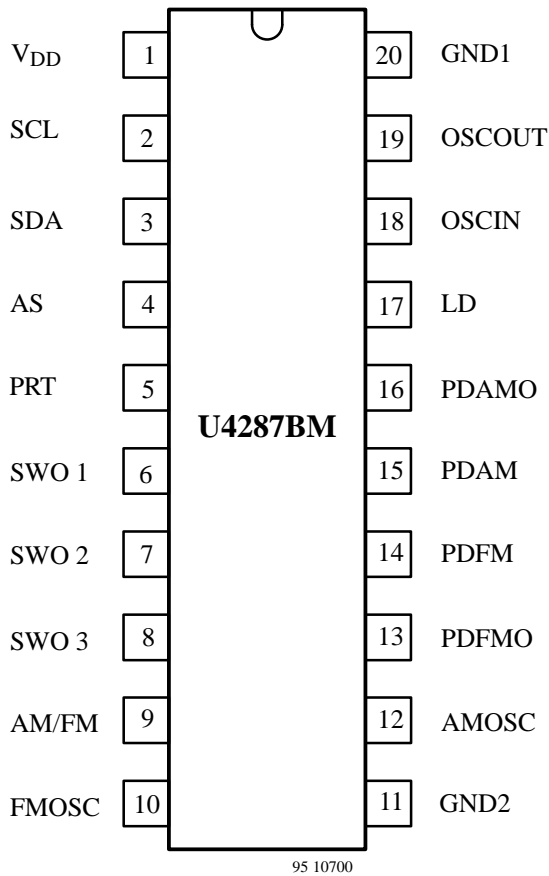 V_DD 1 20 GND1
SCL 2 19 OSCOUT
SDA 3 18 OSCIN
AS 4 17 LD
PRT 5 16 PDAMO
U4287BM
SWO 1 6 15 PDAM
SWO 2 7 14 PDFM
SWO 3 8 13 PDFMO
AM/FM 9 12 AMOSC
FMOSC 10 11 GND2
95 10700